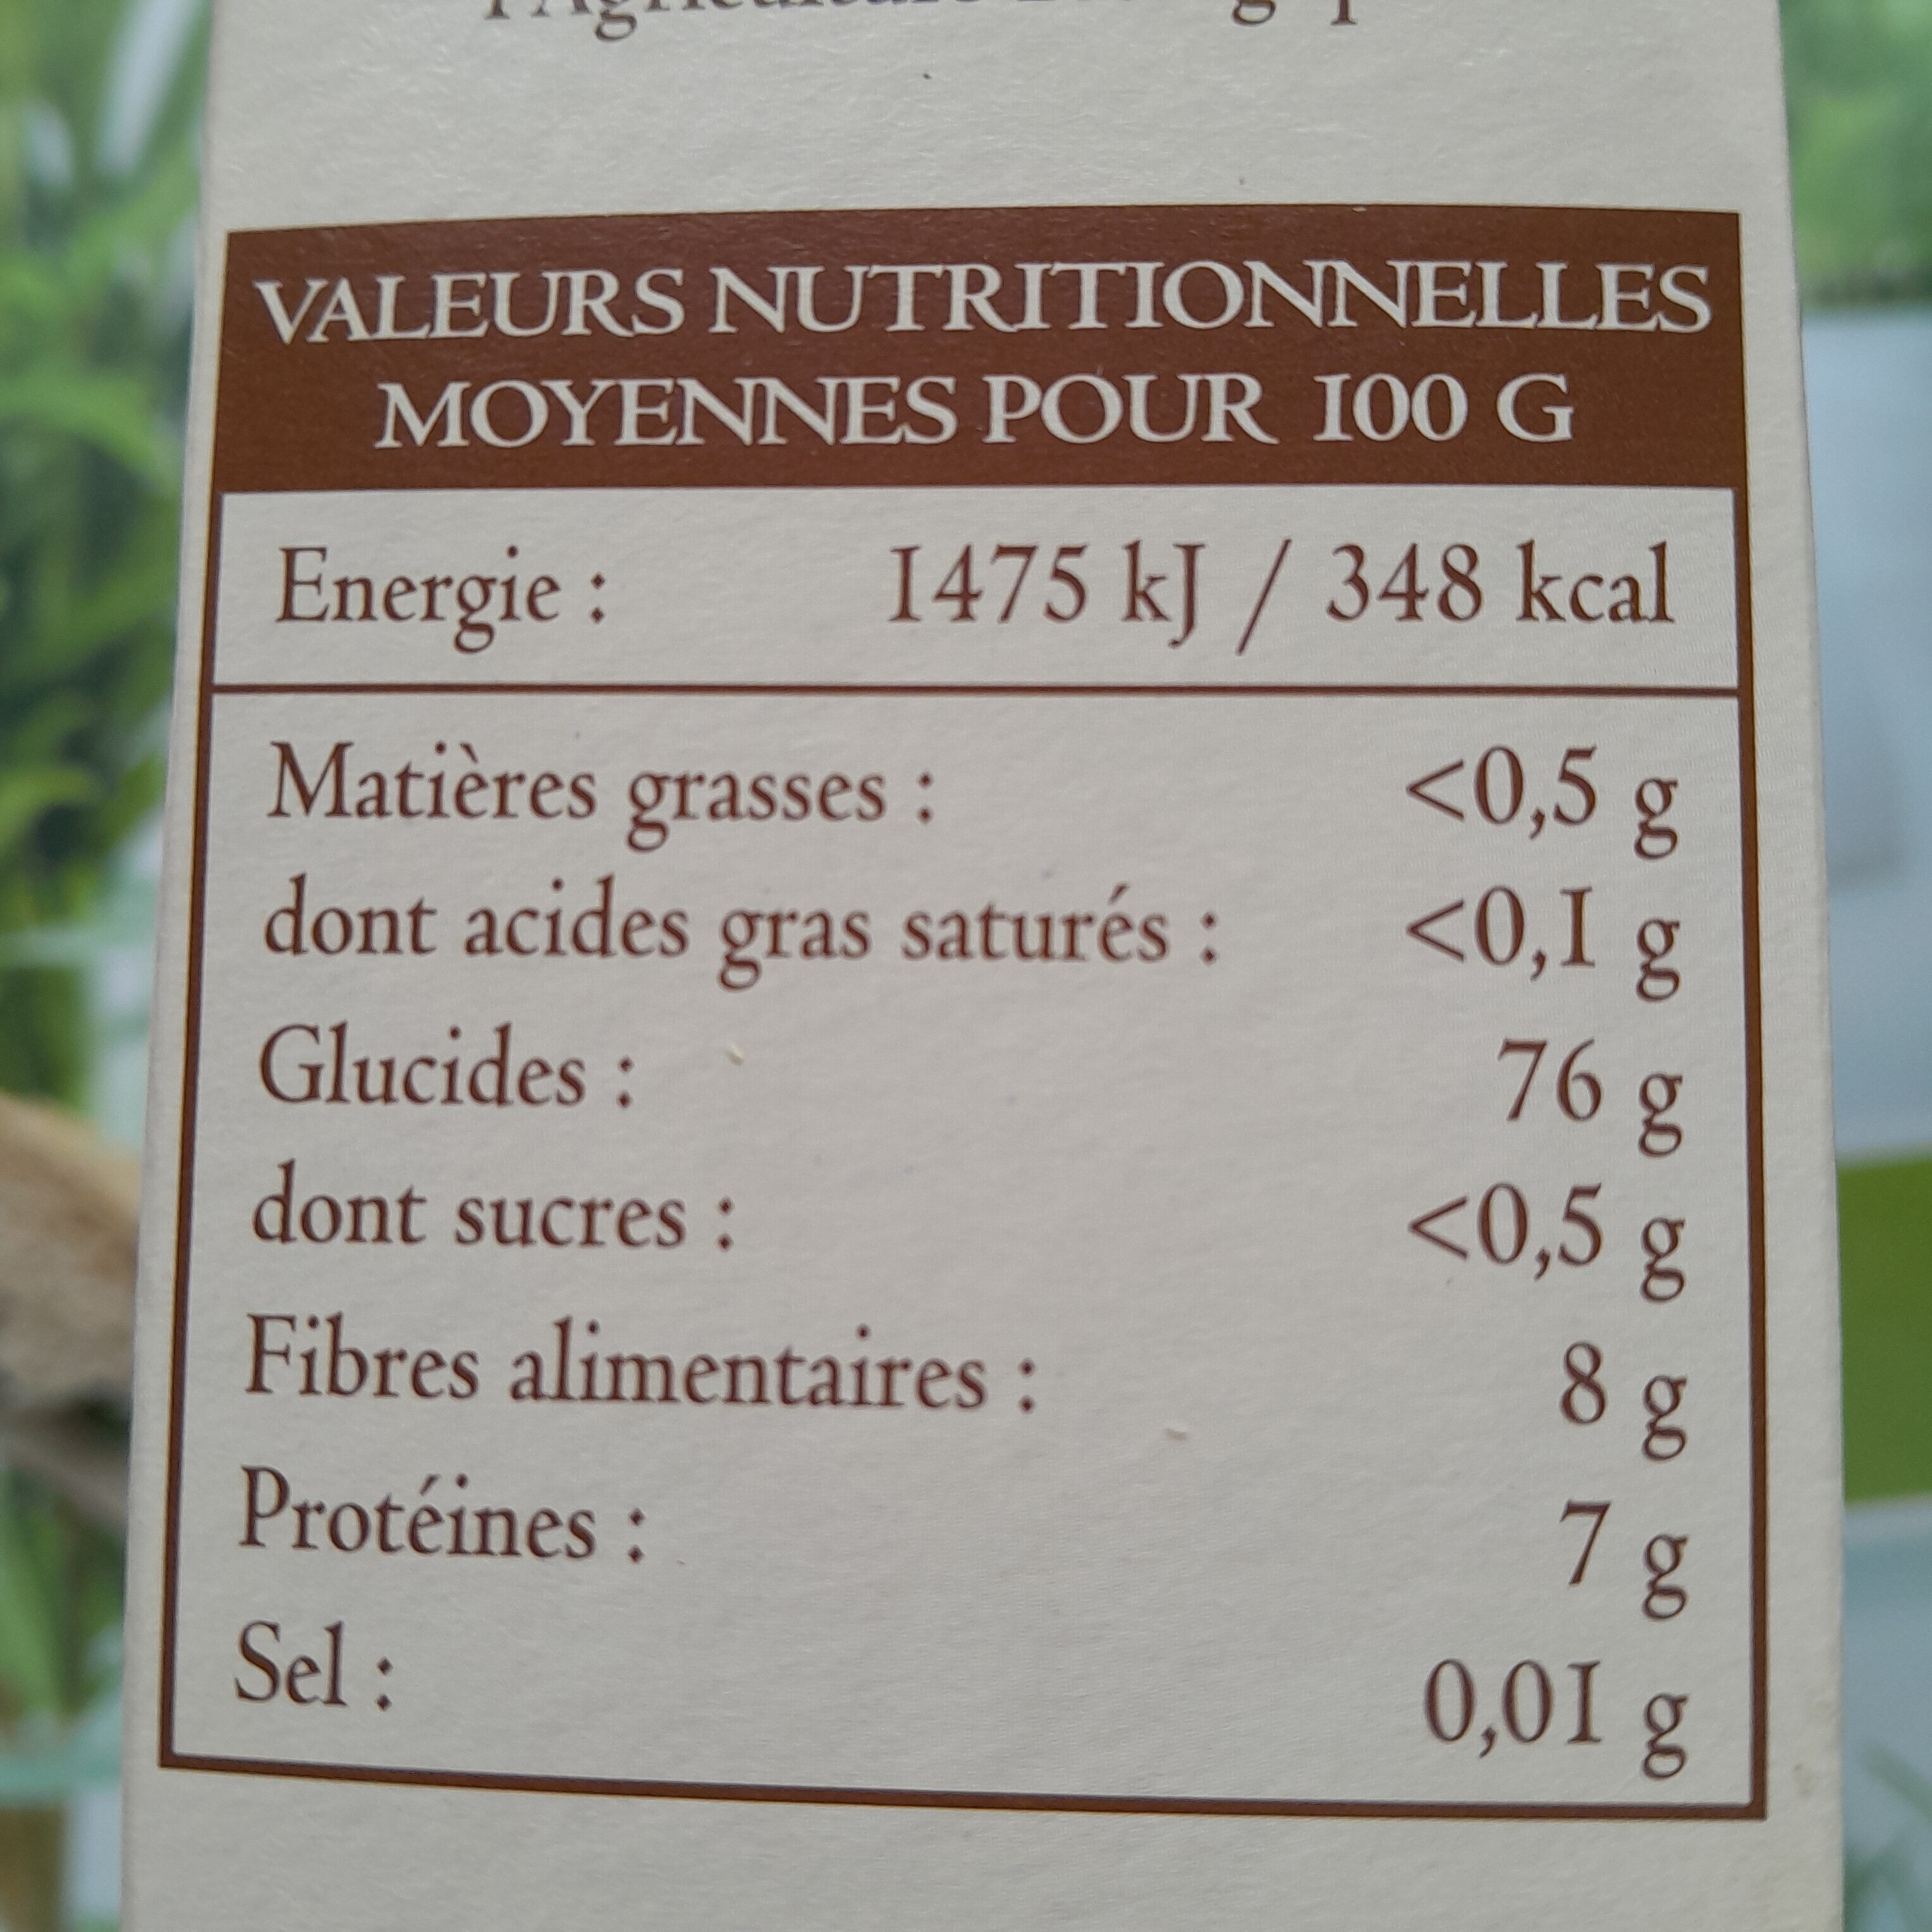 l'Agriculture
VALEURS NUTRITIONNELLES
MOYENNES POUR 100 G
Energie : 1475 kJ / 348 kcal
Matières grasses : <0,5 g
dont acides gras saturés : <0,1 g
Glucides : 76 g
dont sucres : <0,5 g
Fibres alimentaires : 8 g
Protéines : 7 g
Sel : 0,01 g